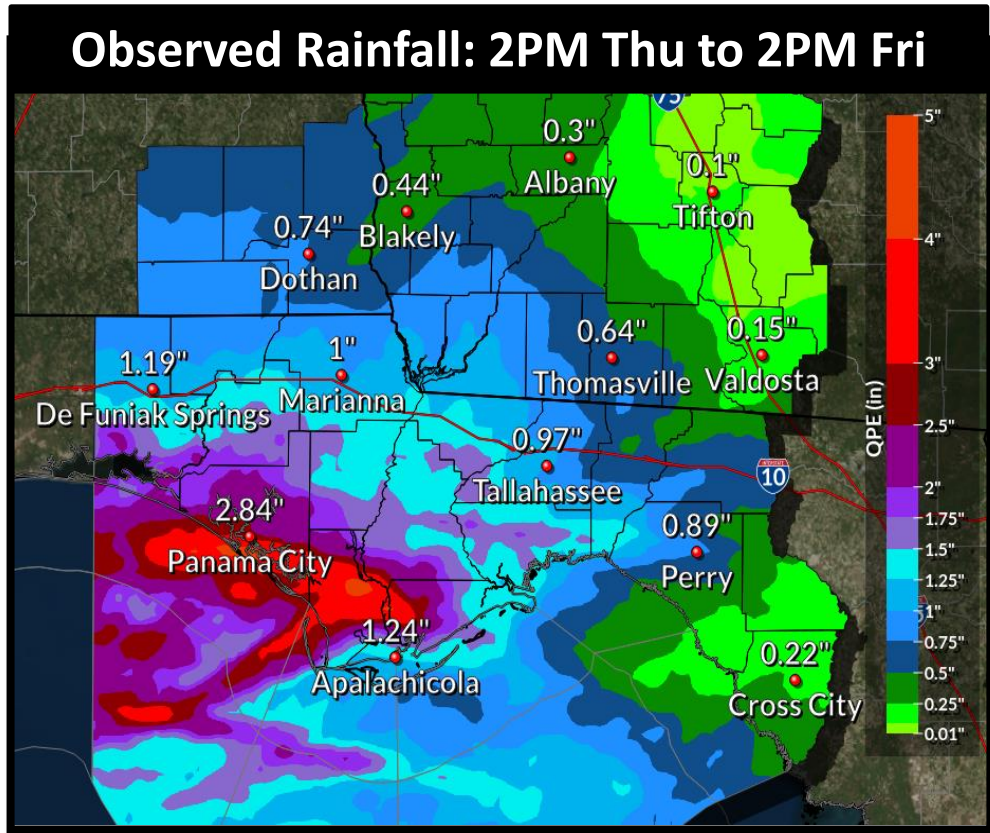 Observed Rainfall: 2PM Thu to 2PM Fri
75
5"
0.3"
Albany
0.1"
Tifton
0.44"
Blakely
0.74"
Dothan
4"
0.64"
Thomasville
0.15"
Valdosta
1.19"
De Funiak Springs
1"
Marianna
3"
QPE (in)
2.5"
0.97"
Tallahassee
INTERSTATE
10
2"
2.84"
Panama City
0.89"
Perry
1.75"
1.5"
1.25"
1"
0.75"
0.5"
0.25"
0.01"
1.24"
Apalachicola
0.22"
Cross City